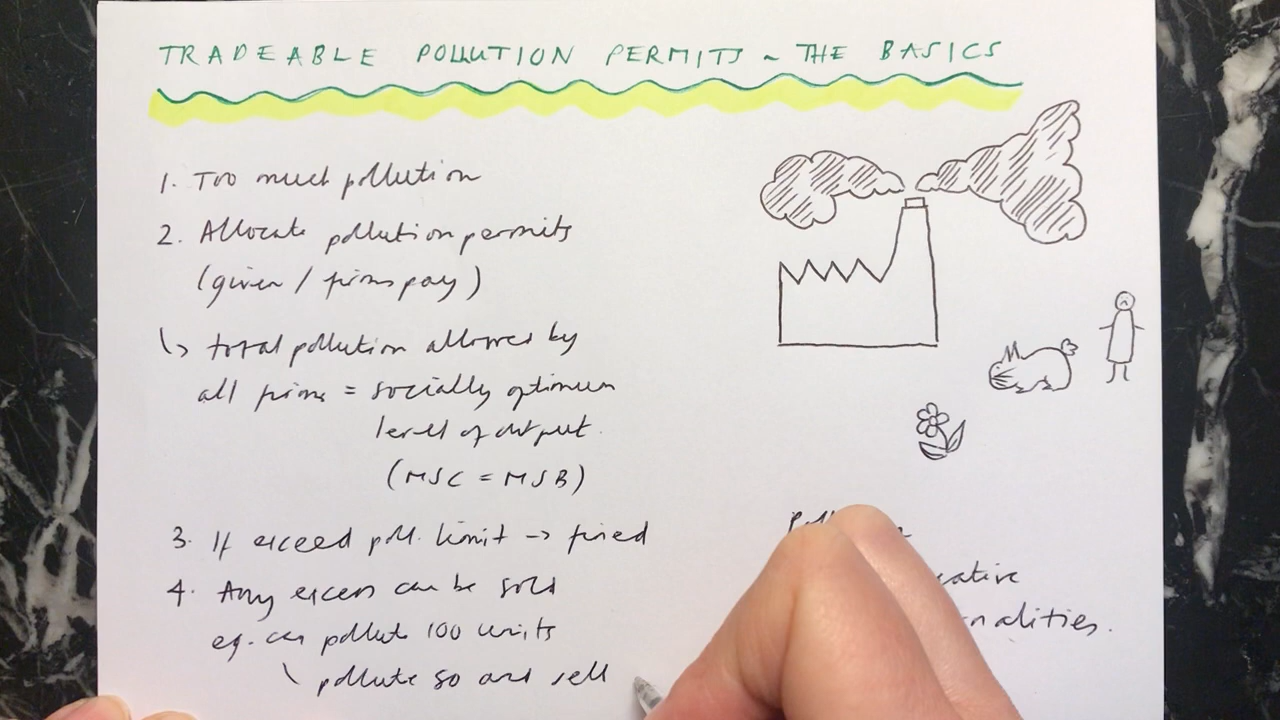 TRADEABLE POLLUTION PERMITS ~ THE BASICS
1. Too much pollution
2. Allocate pollution permits
(given / firms pay)
↳ total pollution allowed by
all firms = socially optimum
level of output.
(MSC = MSB)
3. If exceed poll. limit → fined
4. Any excess can be sold
eg. can pollute 100 units
\ pollute 50 and sell